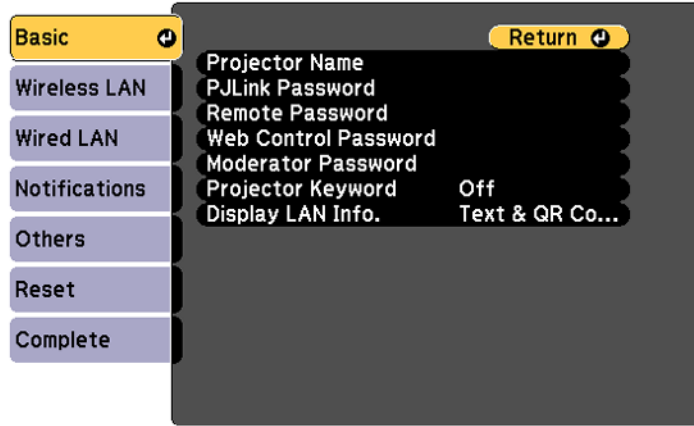 Basic
Wireless LAN
Wired LAN
Notifications
Others
Reset
Complete
Return
Projector Name
PJLink Password
Remote Password
Web Control Password
Moderator Password
Projector Keyword Off
Display LAN Info. Text & QR Co...